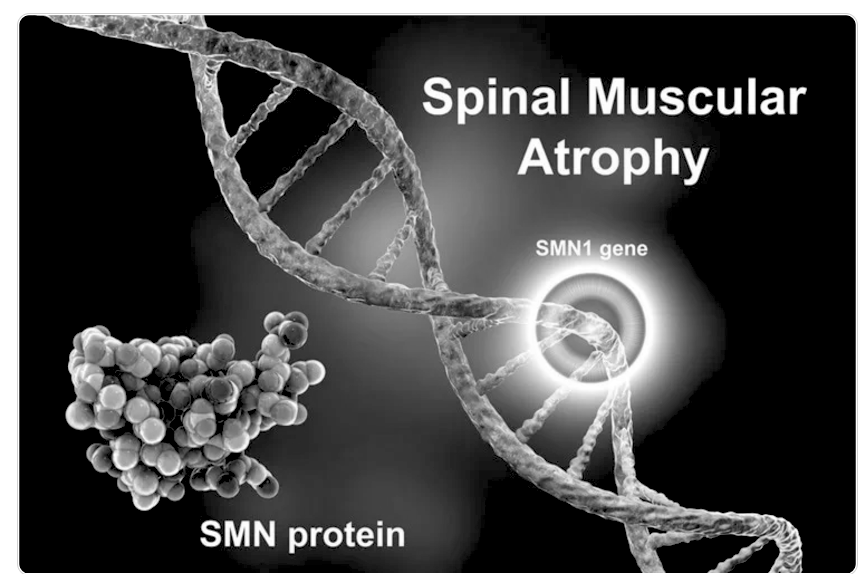 Spinal Muscular
Atrophy
SMN1 gene
SMN protein